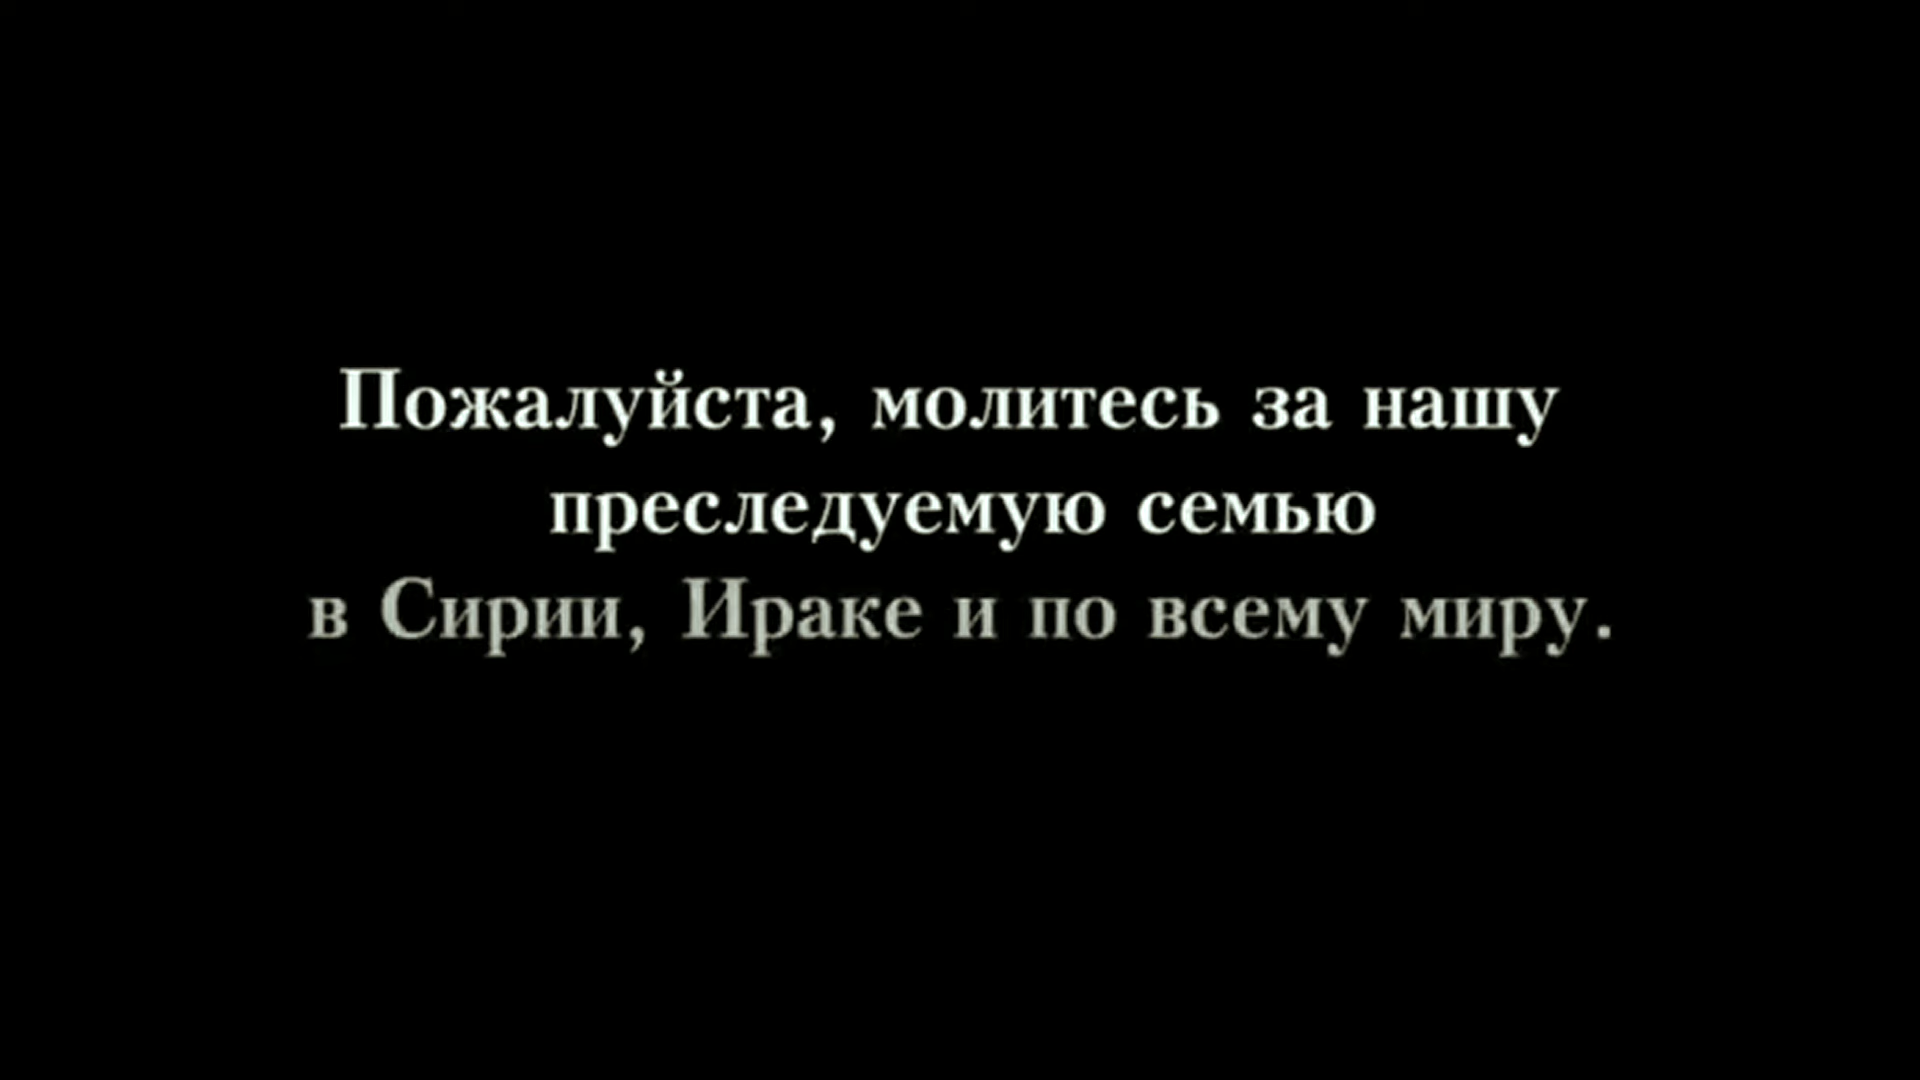 Пожалуйста, молитесь за нашу
преследуемую семью
в Сирии, Ираке и по всему миру.